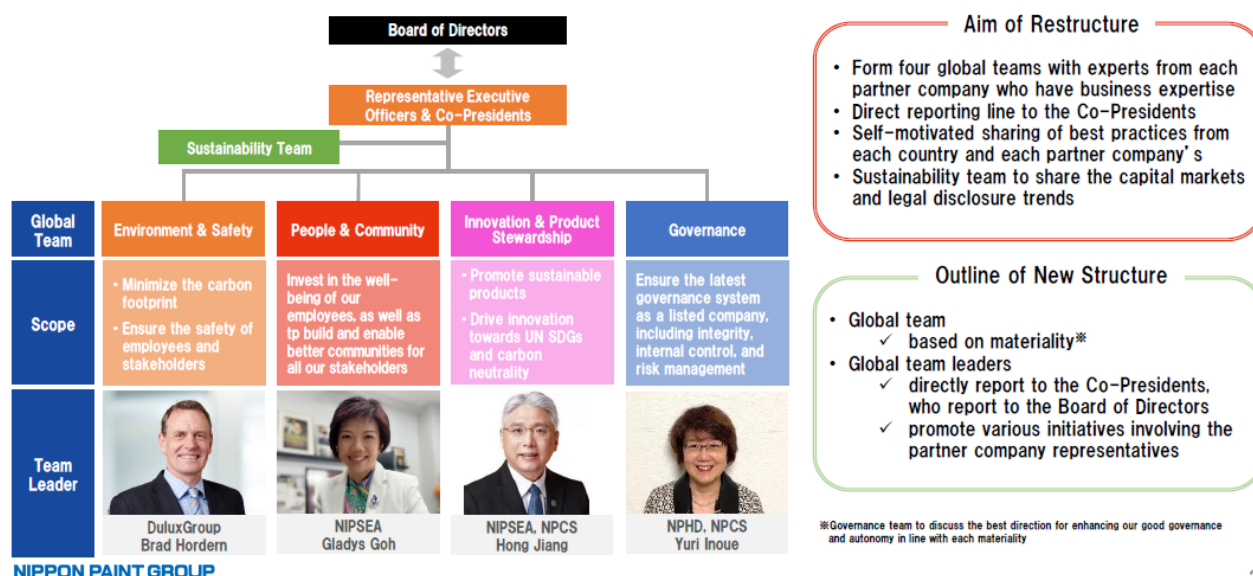 Board of Directors
Representative Executive
Officers & Co-Presidents
Sustainability Team
Global
Team
Environment & Safety
People & Community
Innovation & Product
Stewardship
Governance
Scope
• Minimize the carbon
footprint
• Ensure the safety of
employees and
stakeholders
Invest in the well-
being of our
employees, as well as
tp build and enable
better communities for
all our stakeholders
• Promote sustainable
products
• Drive innovation
towards UN SDGs
and carbon
neutrality
Ensure the latest
governance system
as a listed company,
including integrity,
internal control, and
risk management
Team
Leader
DuluxGroup
Brad Hordern
NIPSEA
Gladys Goh
NIPSEA, NPCS
Hong Jiang
NPHD, NPCS
Yuri Inoue
NIPPON PAINT GROUP
Aim of Restructure
• Form four global teams with experts from each
partner company who have business expertise
• Direct reporting line to the Co-Presidents
• Self-motivated sharing of best practices from
each country and each partner company's
• Sustainability team to share the capital markets
and legal disclosure trends
Outline of New Structure
• Global team
✓ based on materiality※
• Global team leaders
✓ directly report to the Co-Presidents,
who report to the Board of Directors
✓ promote various initiatives involving the
partner company representatives
※Governance team to discuss the best direction for enhancing our good governance
and autonomy in line with each materiality